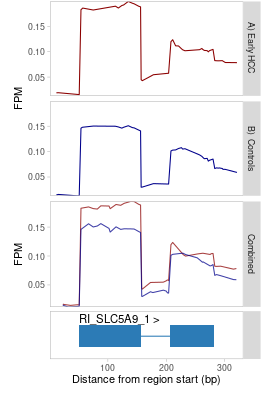 FPM
0.15
0.10
0.05
A) Early HCC
0.15
0.10
0.05
B) Controls
FPM
0.15
0.10
0.05
Combined
RI_SLC5A9_1 >
100
200
300
Distance from region start (bp)